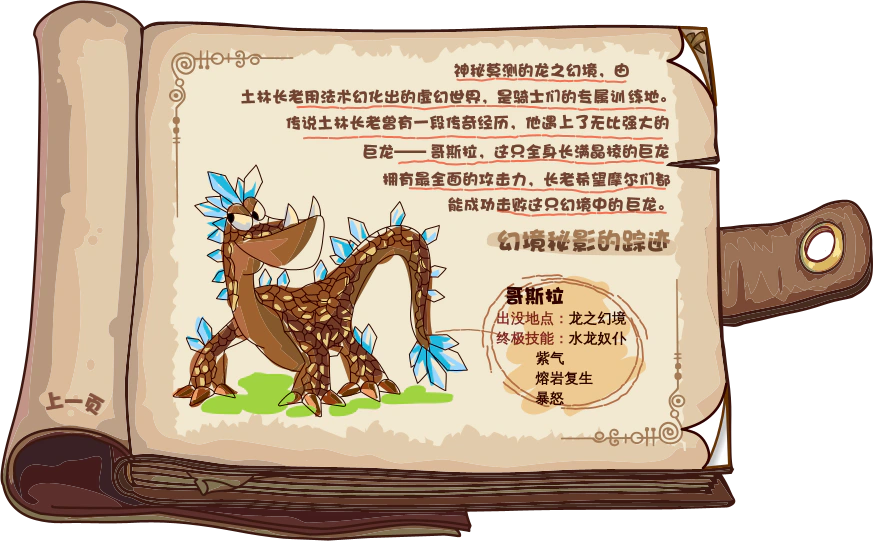 神秘莫测的龙之幻境，由
土林长老用法术幻化出的虚幻世界，是骑士们的专属训练地。
传说土林长老曾有一段传奇经历，他遇上了无比强大的
巨龙——哥斯拉，这只全身长满晶棱的巨龙
拥有最全面的攻击力，长老希望摩尔们都
能成功击败这只幻境中的巨龙。
幻境秘影的踪迹
哥斯拉
出没地点：龙之幻境
终极技能：水龙奴仆
紫气
熔岩复生
暴怒
上一页